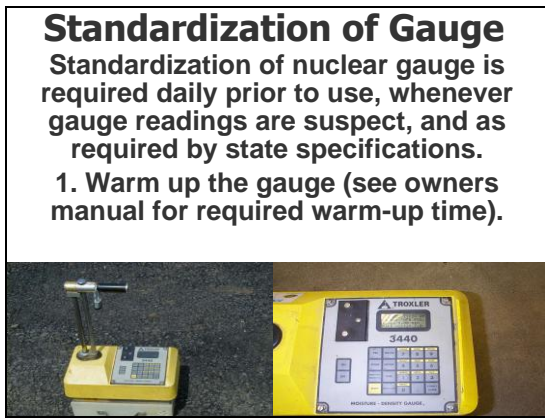 Standardization of Gauge
Standardization of nuclear gauge is
required daily prior to use, whenever
gauge readings are suspect, and as
required by state specifications.
1. Warm up the gauge (see owners
manual for required warm-up time).
TROXLER
3440
MOISTURE - DENSITY GAUGE